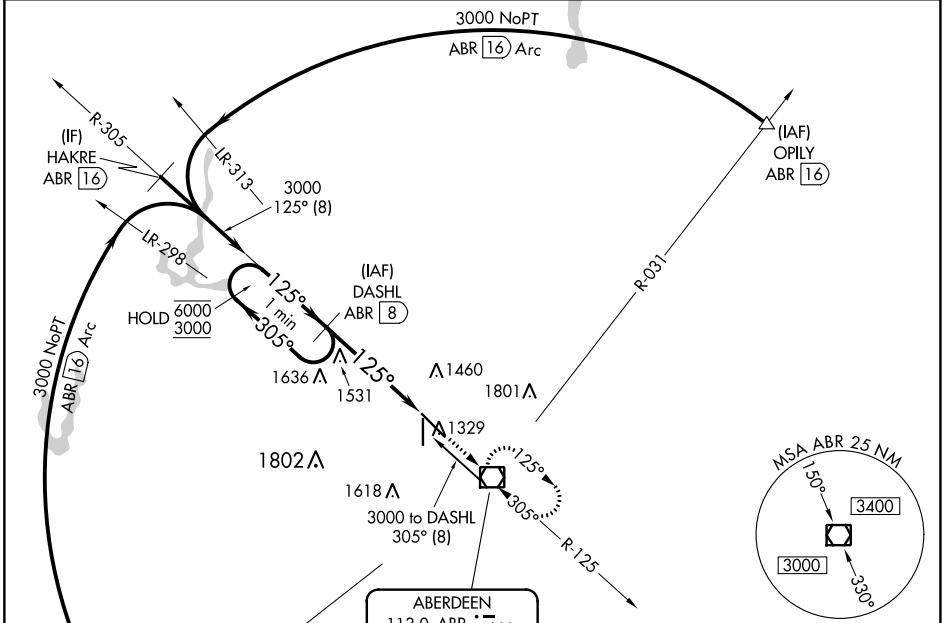 3000 NoPT
ABR 16 Arc
R-305
(IF)
HAKRE
ABR 16
LR-313
3000
125° (8)
(IAF)
OPILY
ABR 16
LR-298
R-031
HOLD 6000
3000
125°
1 min
305°
(IAF)
DASHL
ABR 8
3000 NoPT
ABR 16 Arc
125°
1636
1531
1460
1801
1329
1802
1618
3000 to DASHL
305° (8)
125°
305°
R-125
MSA ABR 25 NM
150°
3400
3000
330°
ABERDEEN